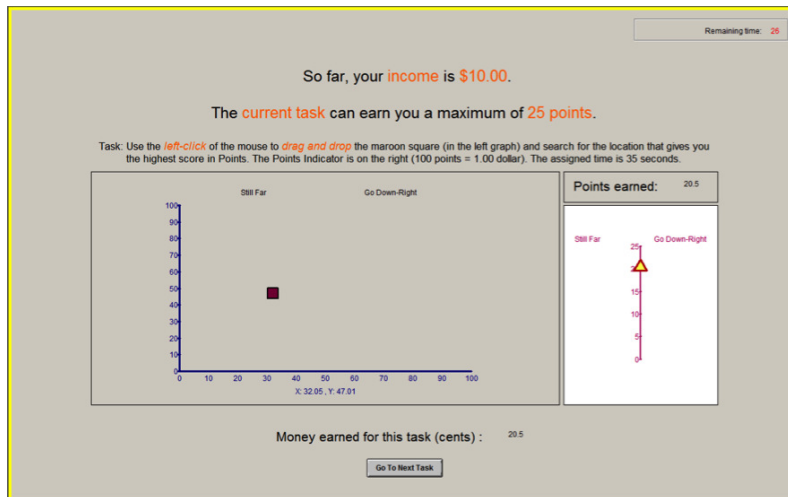 Remaining time: 26
So far, your income is $10.00.
The current task can earn you a maximum of 25 points.
Task: Use the left-click of the mouse to drag and drop the maroon square (in the left graph) and search for the location that gives you
the highest score in Points. The Points Indicator is on the right (100 points = 1.00 dollar). The assigned time is 35 seconds.
Still Far Go Down-Right
100
90
80
70
60
50
40
30
20
10
0
0 10 20 30 40 50 60 70 80 90 100
X: 32.05 , Y: 47.01
Points earned: 20.5
Still Far Go Down-Right
25
15
10
5
0
Money earned for this task (cents) : 20.5
Go To Next Task